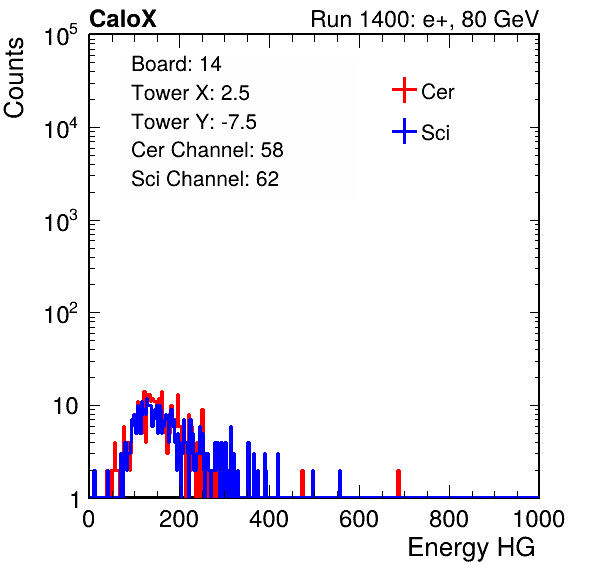 CaloX Run 1400: e+, 80 GeV
Counts
Board: 14
Tower X: 2.5
Tower Y: -7.5
Cer Channel: 58
Sci Channel: 62
Cer
Sci
10^5
10^4
10^3
10^2
10
1
0 200 400 600 800 1000
Energy HG